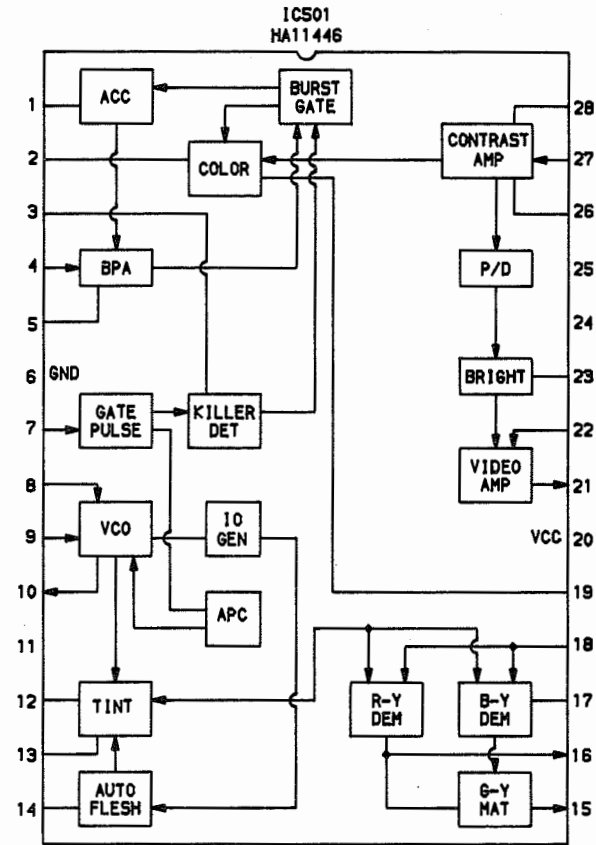 IC501
HA11446
1
ACC
BURST
GATE
28
2
COLOR
CONTRAST
AMP
27
3
26
4
BPA
P/D
25
5
24
6
GND
BRIGHT
23
7
GATE
PULSE
KILLER
DET
22
8
VIDEO
AMP
21
9
VCO
IO
GEN
VCC
20
10
APC
19
11
18
12
TINT
R-Y
DEM
B-Y
DEM
17
13
16
14
AUTO
FLESH
G-Y
MAT
15